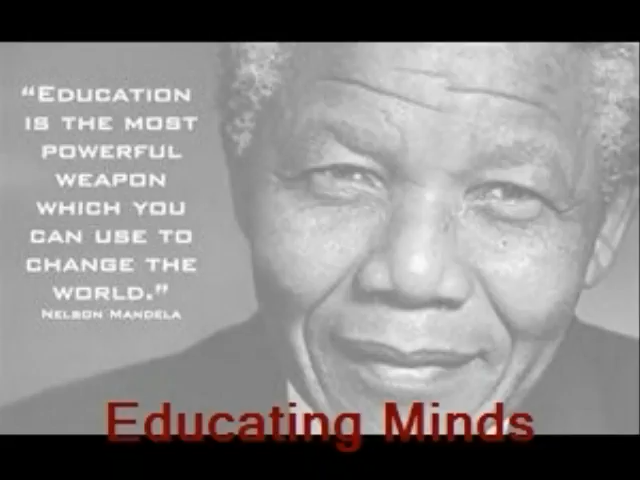 “EDUCATION
IS THE MOST
POWERFUL
WEAPON
WHICH YOU
CAN USE TO
CHANGE THE
WORLD.”
NELSON MANDELA
Educating Minds